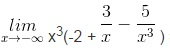 lim x→−∞ x³(-2 + 3/x − 5/x³ )